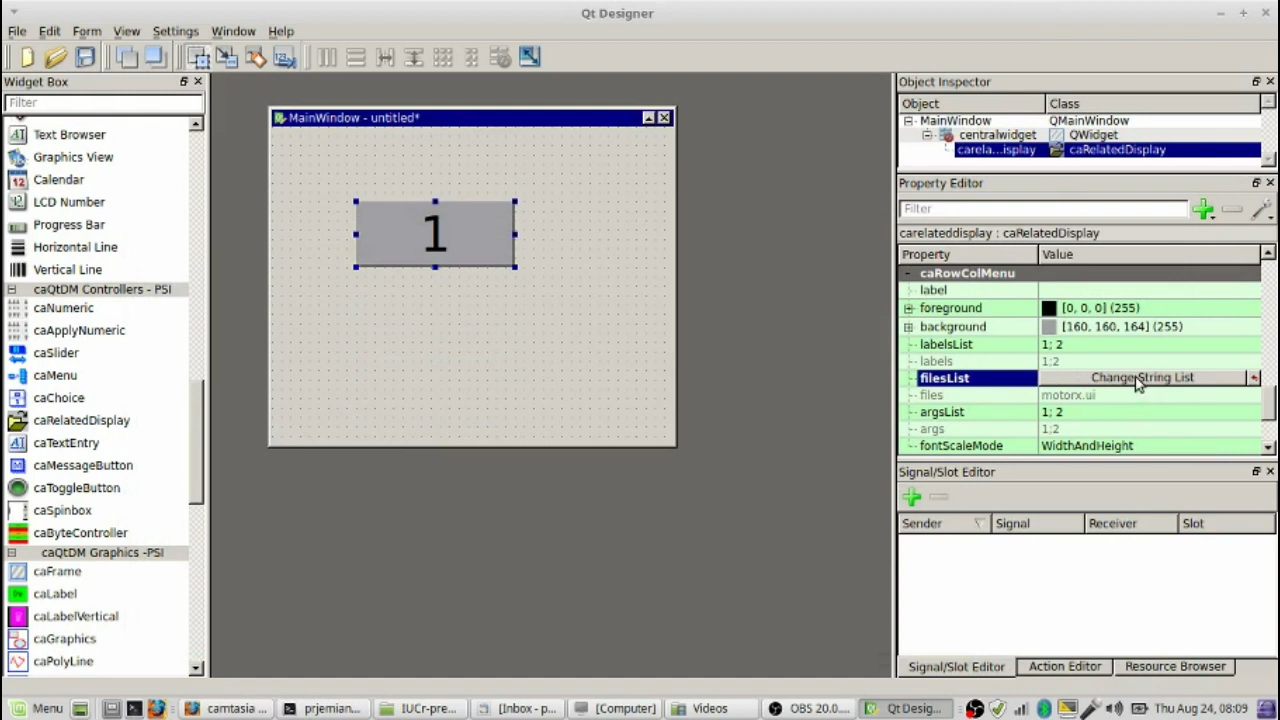 Qt Designer
File Edit Form View Settings Window Help
Widget Box
Filter
Text Browser
Graphics View
Calendar
LCD Number
Progress Bar
Horizontal Line
Vertical Line
caQtDM Controllers - PSI
caNumeric
caApplyNumeric
caSlider
caMenu
caChoice
caRelatedDisplay
caTextEntry
caMessageButton
caToggleButton
caSpinbox
caByteController
caQtDM Graphics -PSI
caFrame
caLabel
caLabelVertical
caGraphics
caPolyLine
MainWindow - untitled*
1
Object Inspector
Object Class
MainWindow QMainWindow
centralwidget QWidget
carela...isplay caRelatedDisplay
Property Editor
Filter
carelateddisplay : caRelatedDisplay
Property Value
caRowColMenu
label
foreground [0, 0, 0] (255)
background [160, 160, 164] (255)
labelsList 1; 2
labels 1;2
filesList Change String List
files motorx.ui
argsList 1; 2
args 1;2
fontScaleMode WidthAndHeight
Signal/Slot Editor
Sender Signal Receiver Slot
Signal/Slot Editor Action Editor Resource Browser
Menu camtasia ... prjemian... IUCr-pre... [Inbox - p... [Computer] Videos OBS 20.0.... Qt Desig... Thu Aug 24, 08:09